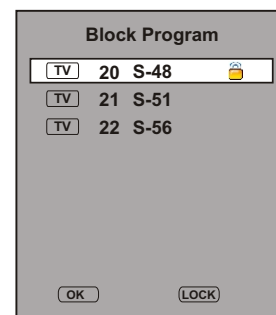 Block Program
TV 20 S-48
TV 21 S-51
TV 22 S-56
OK LOCK